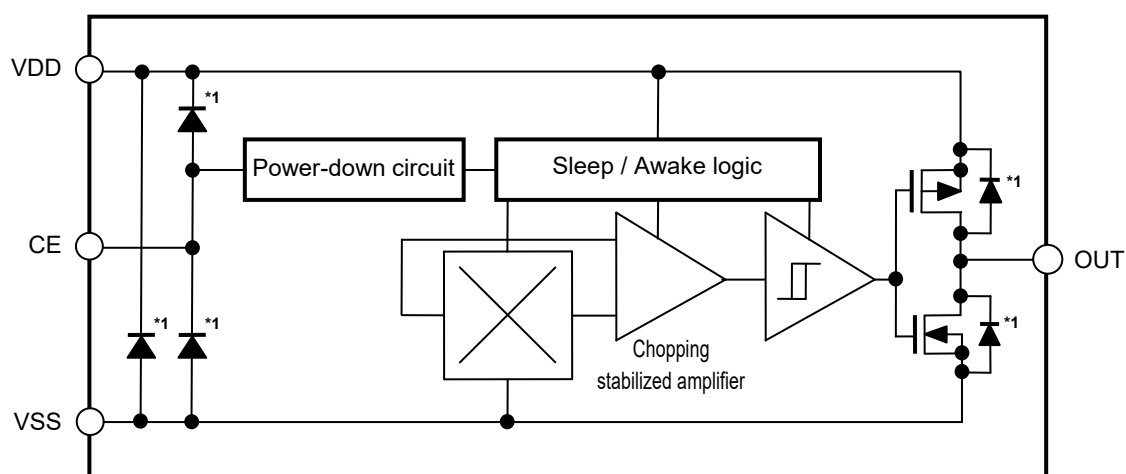 VDD
*1
Power-down circuit
Sleep / Awake logic
*1
CE
OUT
*1
*1
*1
Chopping
stabilized amplifier
VSS